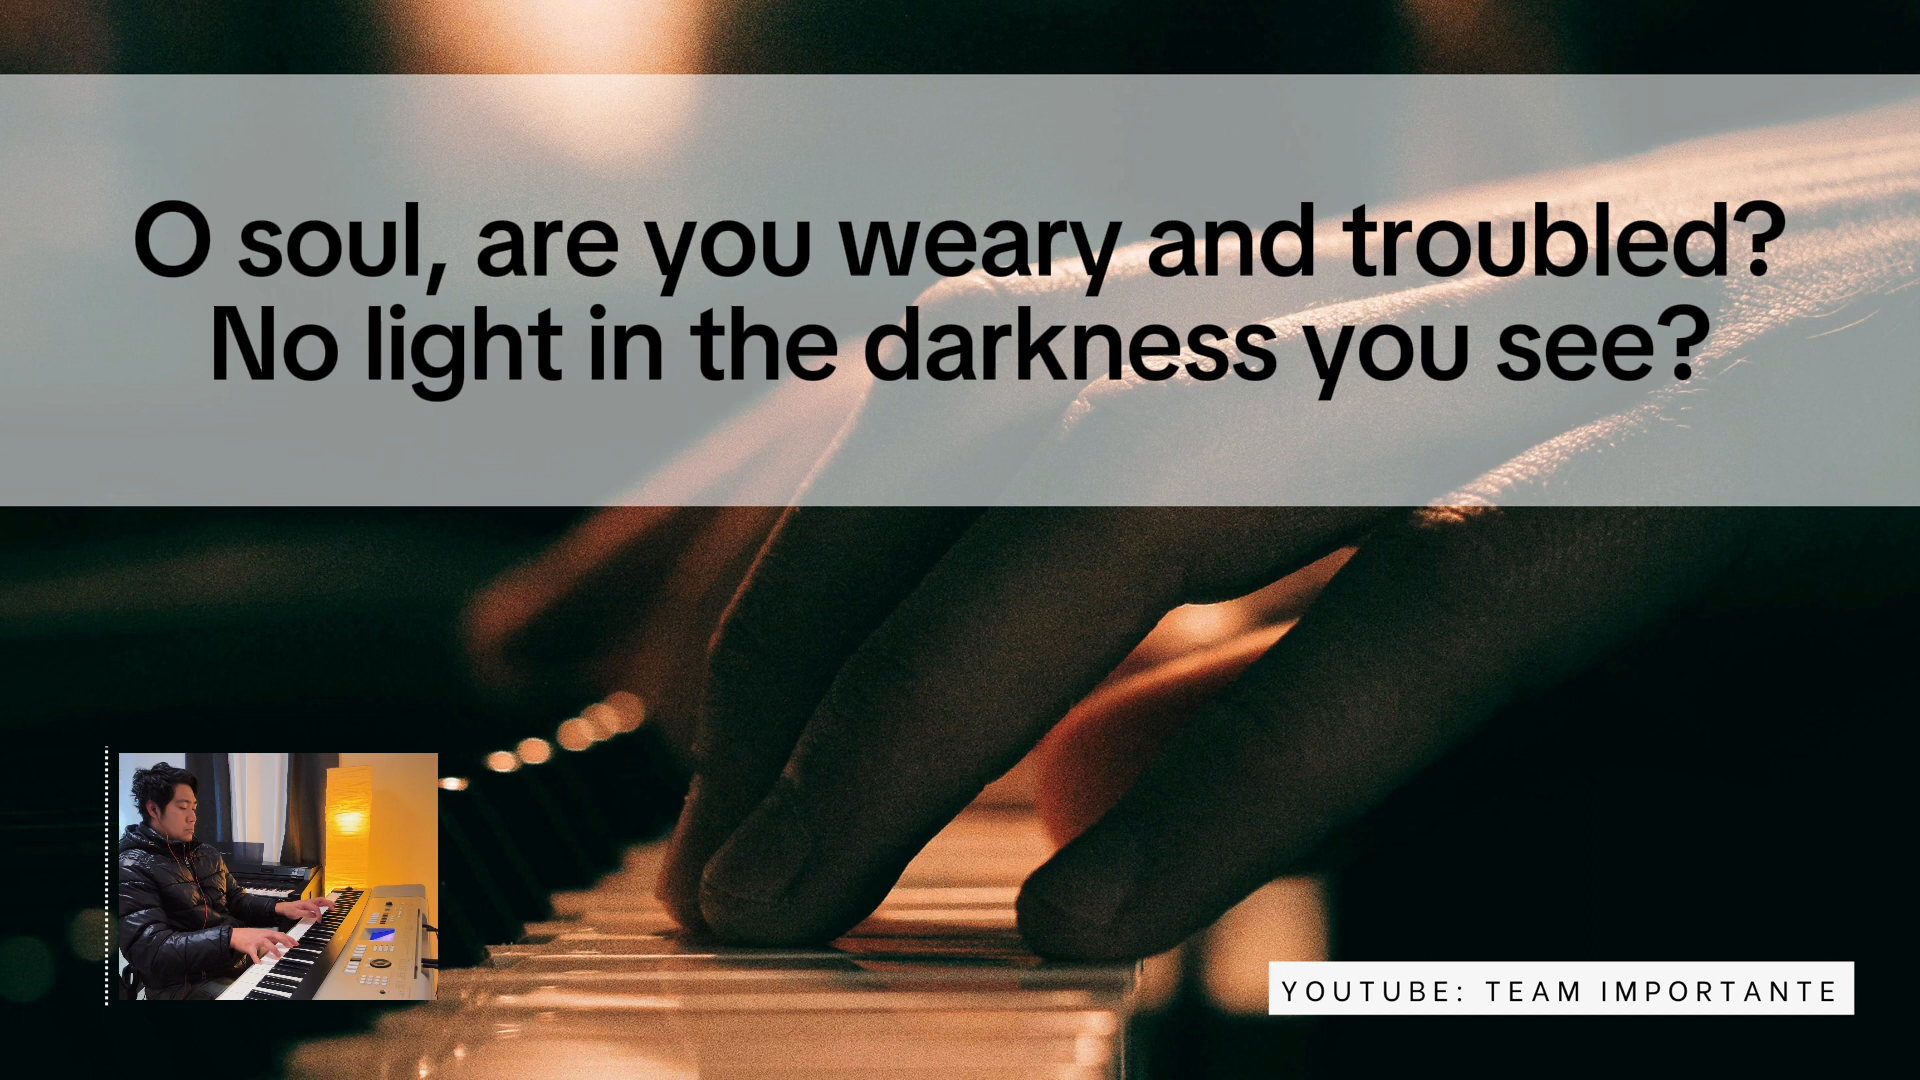 O soul, are you weary and troubled?
No light in the darkness you see?
YOUTUBE: TEAM IMPORTANTE